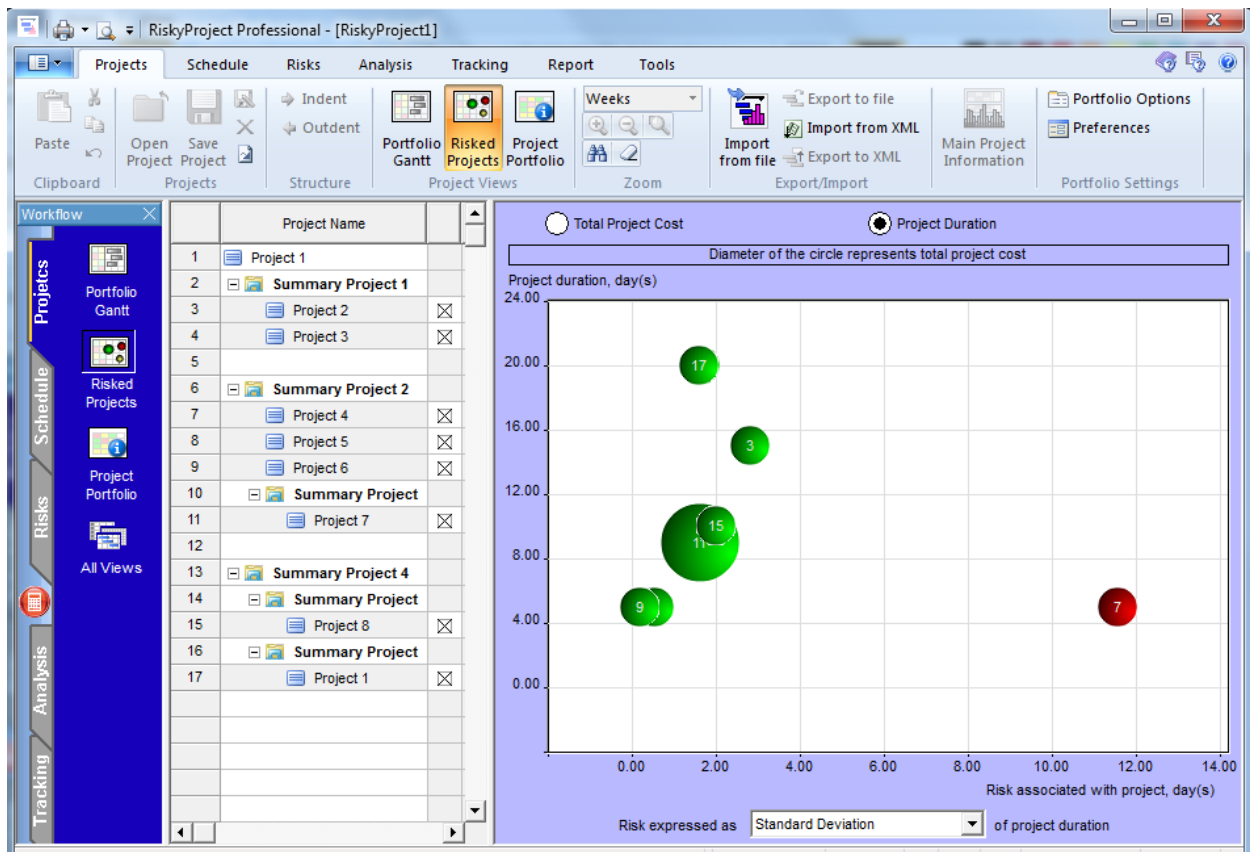 RiskyProject Professional - [RiskyProject1]
Projects Schedule Risks Analysis Tracking Report Tools
Paste
Clipboard
Open Project
Save Project
Projects
Indent
Outdent
Structure
Portfolio Gantt
Risked Projects
Project Portfolio
Project Views
Weeks
Zoom
Import from file
Export to file
Import from XML
Export to XML
Export/Import
Main Project Information
Portfolio Options
Preferences
Portfolio Settings
Workflow
Projetcs
Schedule
Risks
Analysis
Tracking
Portfolio Gantt
Risked Projects
Project Portfolio
All Views
Project Name
1 Project 1
2 Summary Project 1
3 Project 2
4 Project 3
5
6 Summary Project 2
7 Project 4
8 Project 5
9 Project 6
10 Summary Project
11 Project 7
12
13 Summary Project 4
14 Summary Project
15 Project 8
16 Summary Project
17 Project 1
Total Project Cost Project Duration
Diameter of the circle represents total project cost
Project duration, day(s)
24.00
20.00
16.00
12.00
8.00
4.00
0.00
17
3
15
11
9
7
0.00 2.00 4.00 6.00 8.00 10.00 12.00 14.00
Risk associated with project, day(s)
Risk expressed as Standard Deviation of project duration